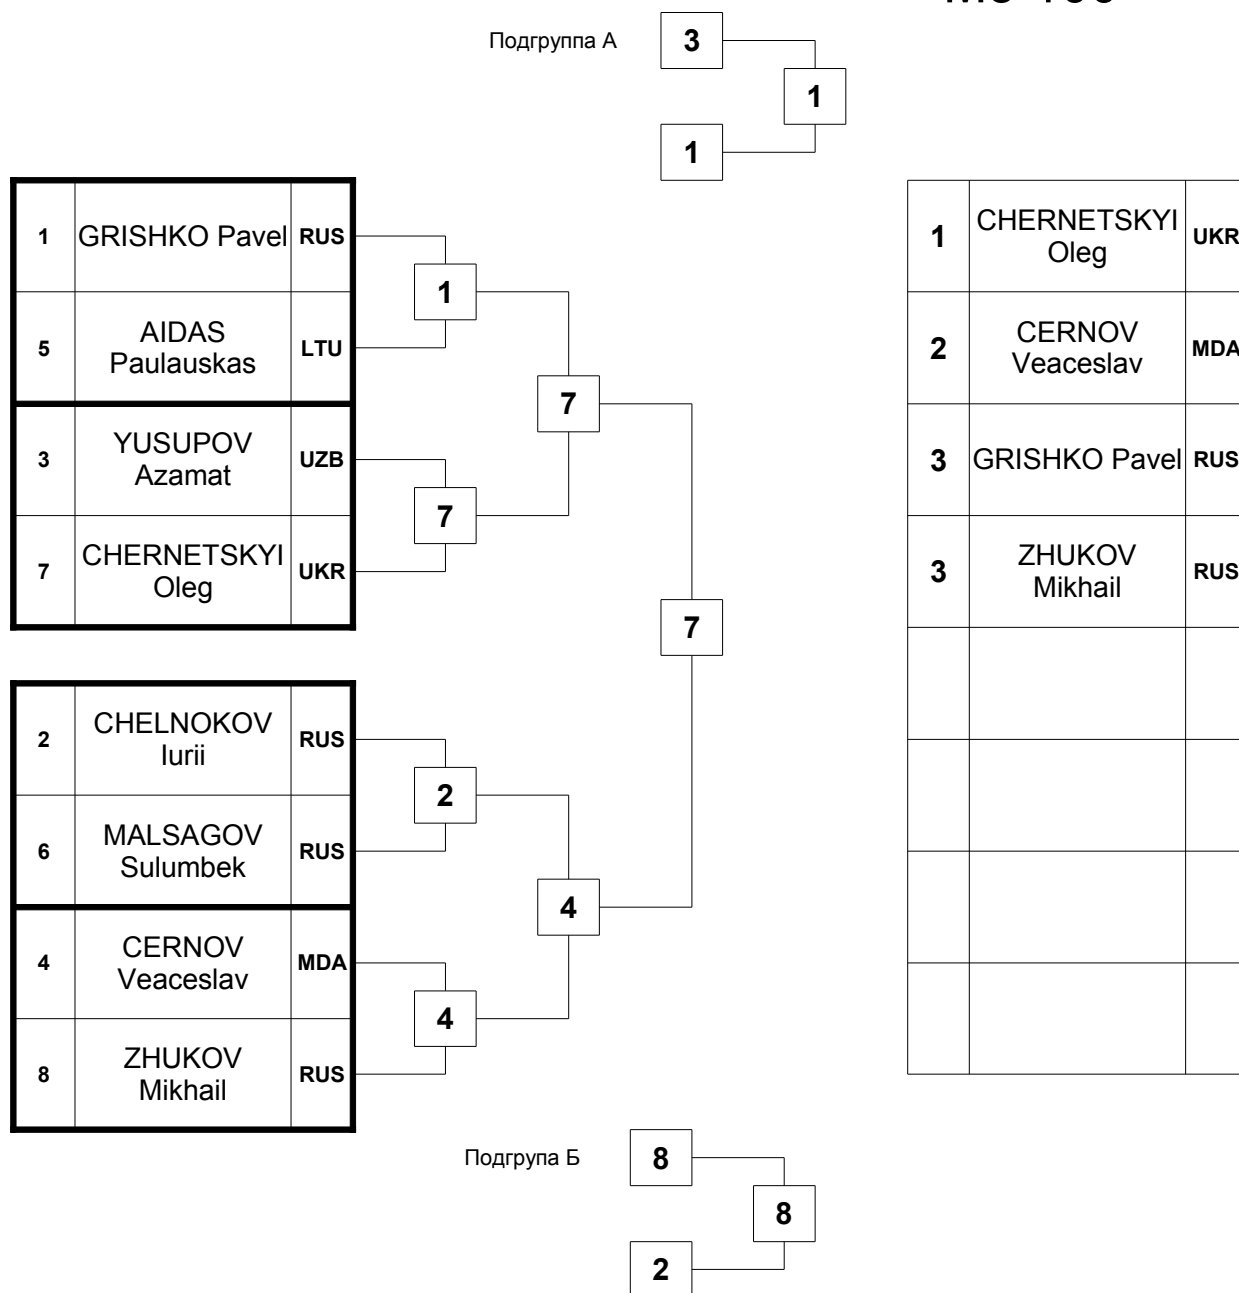 Подгруппа А
3
1
1
1 GRISHKO Pavel RUS
1
5 AIDAS Paulauskas LTU
7
3 YUSUPOV Azamat UZB
7
7 CHERNETSKYI Oleg UKR
7
2 CHELNOKOV Iurii RUS
2
6 MALSAGOV Sulumbek RUS
4
4 CERNOV Veaceslav MDA
4
8 ZHUKOV Mikhail RUS
1 CHERNETSKYI Oleg UKR
2 CERNOV Veaceslav MDA
3 GRISHKO Pavel RUS
3 ZHUKOV Mikhail RUS
Подгрупа Б
8
8
2